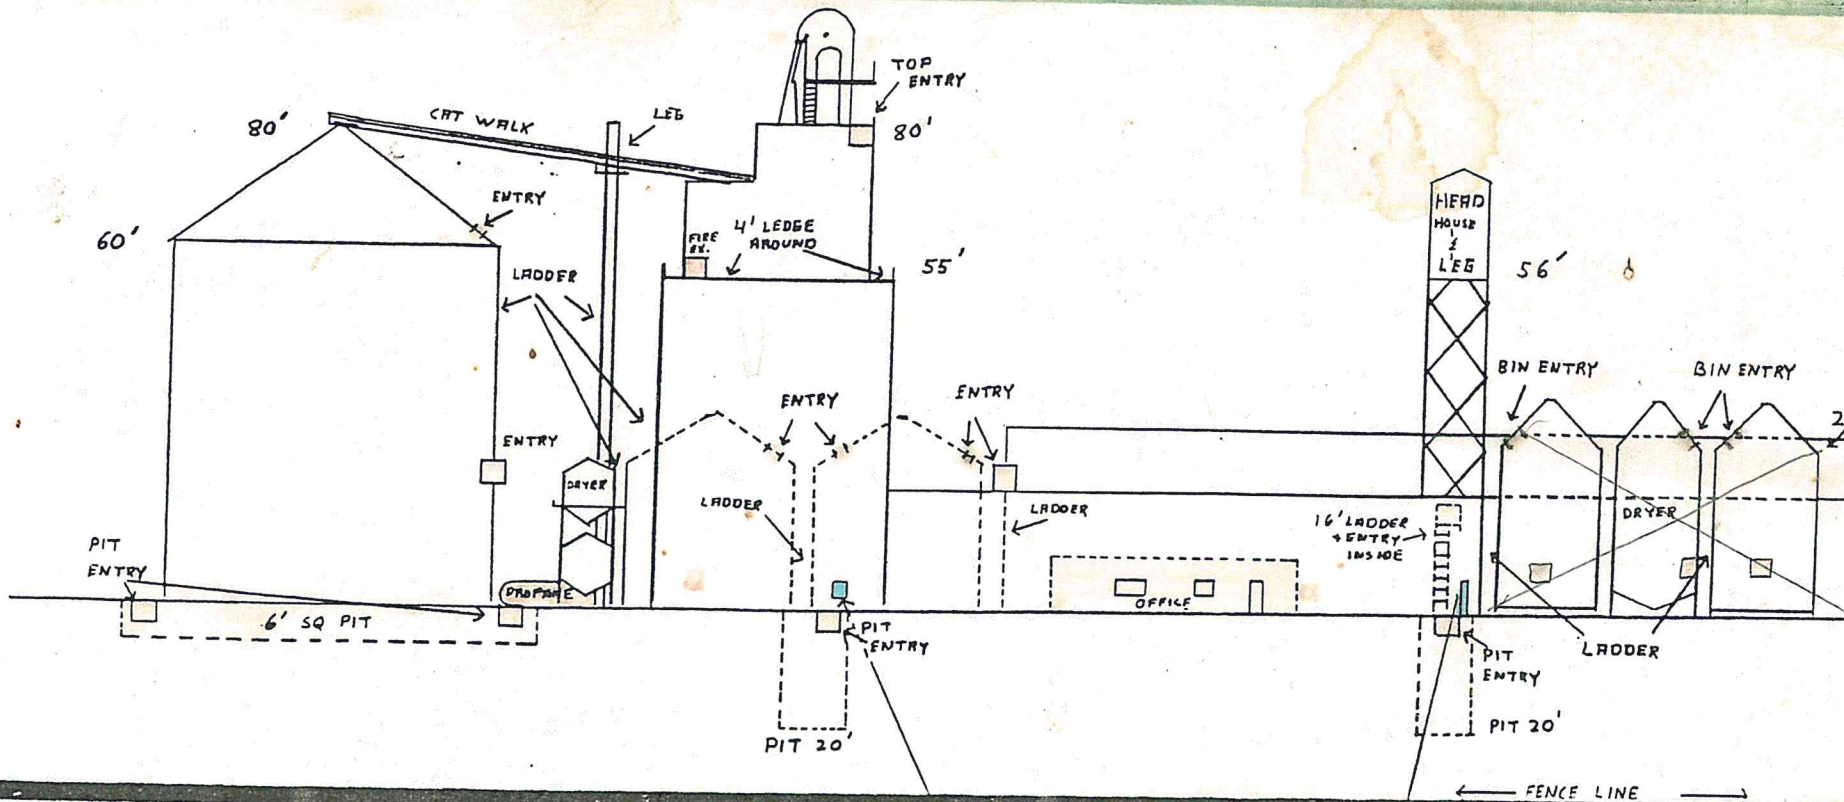 TOP
ENTRY
CAT WALK
LEG
80'
80'
ENTRY
60'
4' LEDGE
AROUND
FIRE
EX.
55'
LADDER
HEAD
HOUSE
&
LEG
56'
BIN ENTRY
BIN ENTRY
2
ENTRY
ENTRY
ENTRY
DRYER
LADDER
LADDER
16' LADDER
+ ENTRY
INSIDE
DRYER
PIT
ENTRY
PROPANE
OFFICE
6' SQ PIT
PIT
ENTRY
PIT
ENTRY
LADDER
PIT 20'
PIT 20'
FENCE LINE